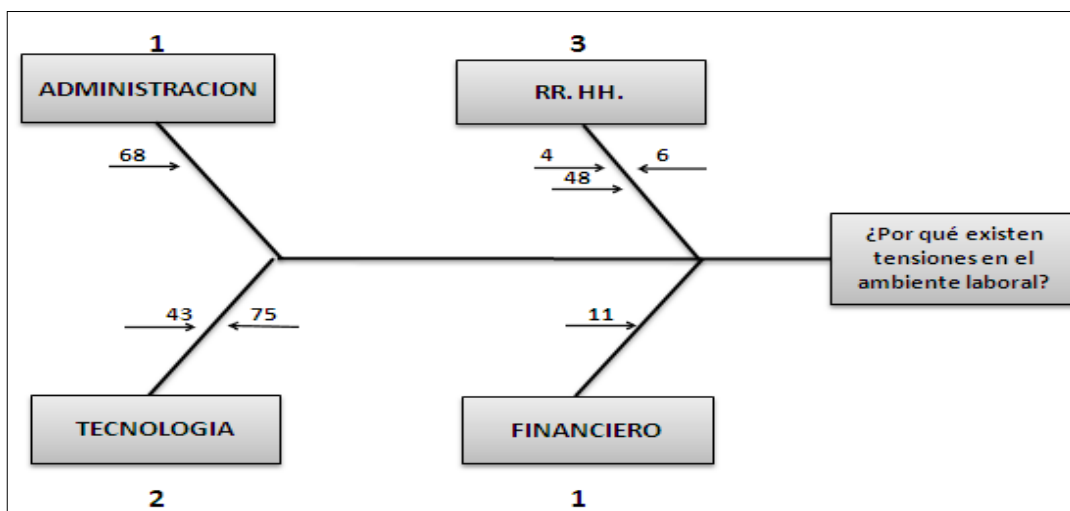 1
3
ADMINISTRACION
RR. HH.
68
4
6
48
¿Por qué existen
tensiones en el
ambiente laboral?
43
75
11
TECNOLOGIA
FINANCIERO
2
1